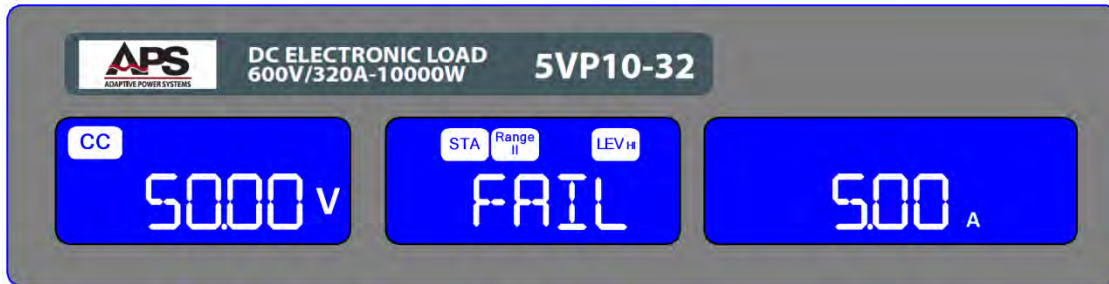 APS
ADAPTIVE POWER SYSTEMS
DC ELECTRONIC LOAD
600V/320A-10000W
5VP10-32
CC
50.00 V
STA Range II LEV HI
FAIL
5.00 A